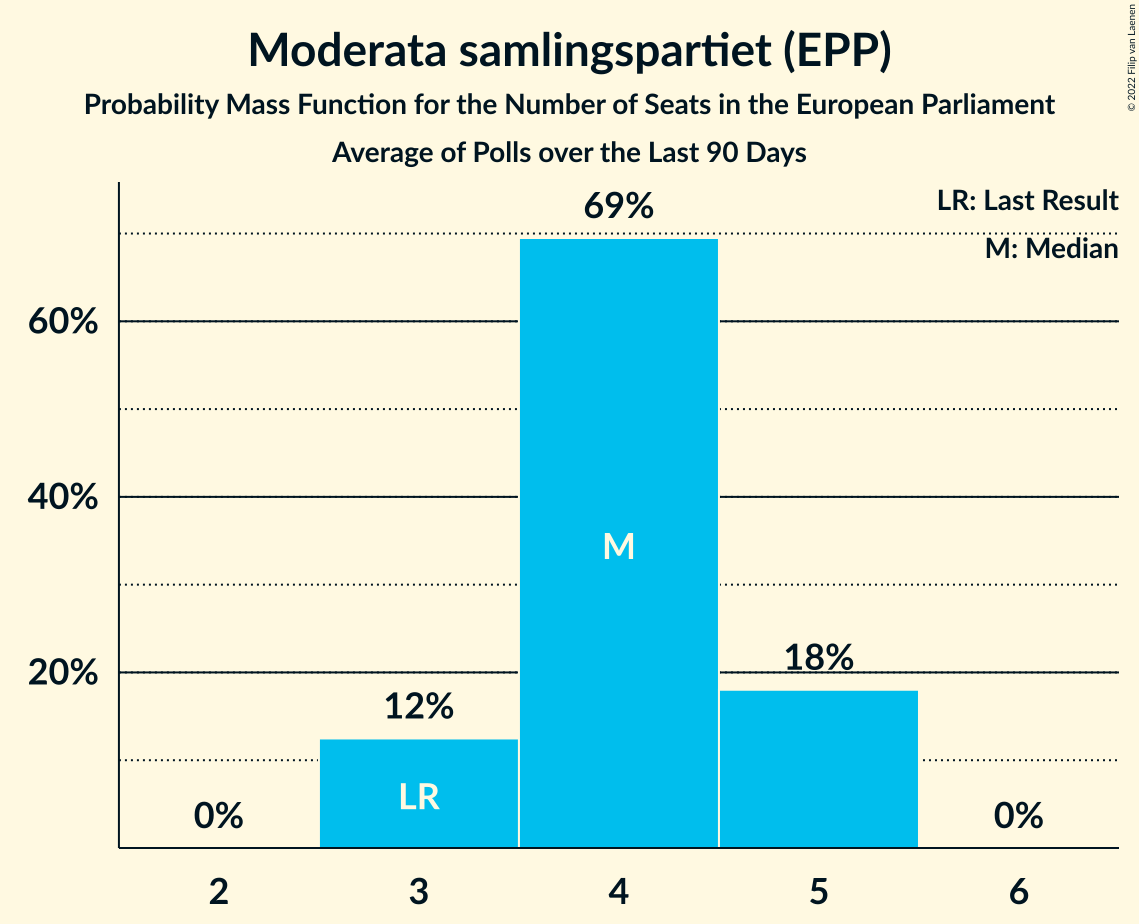 Moderata samlingspartiet (EPP)
Probability Mass Function for the Number of Seats in the European Parliament
Average of Polls over the Last 90 Days
© 2022 Filip van Laenen
LR: Last Result
M: Median
69%
60%
40%
M
20%
18%
12%
LR
0%
0%
2
3
4
5
6